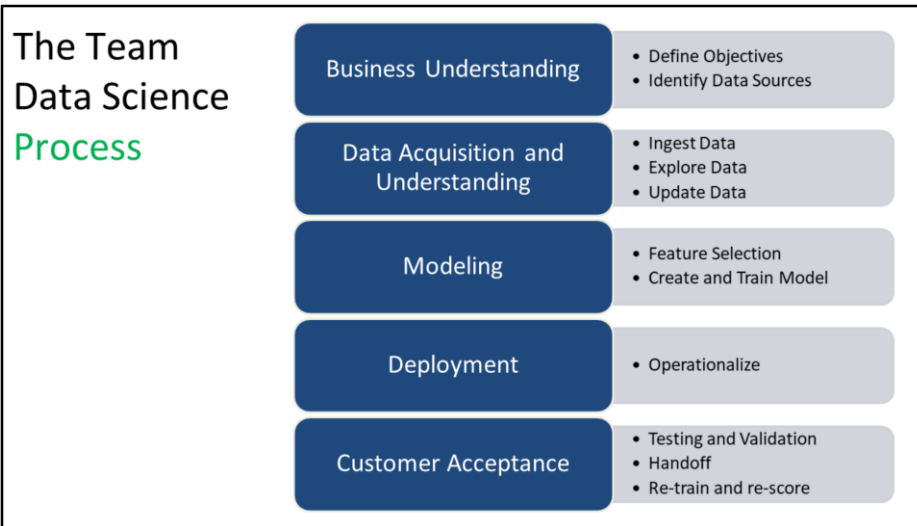 The Team
Data Science
Process
Business Understanding
• Define Objectives
• Identify Data Sources
Data Acquisition and
Understanding
• Ingest Data
• Explore Data
• Update Data
Modeling
• Feature Selection
• Create and Train Model
Deployment
• Operationalize
Customer Acceptance
• Testing and Validation
• Handoff
• Re-train and re-score